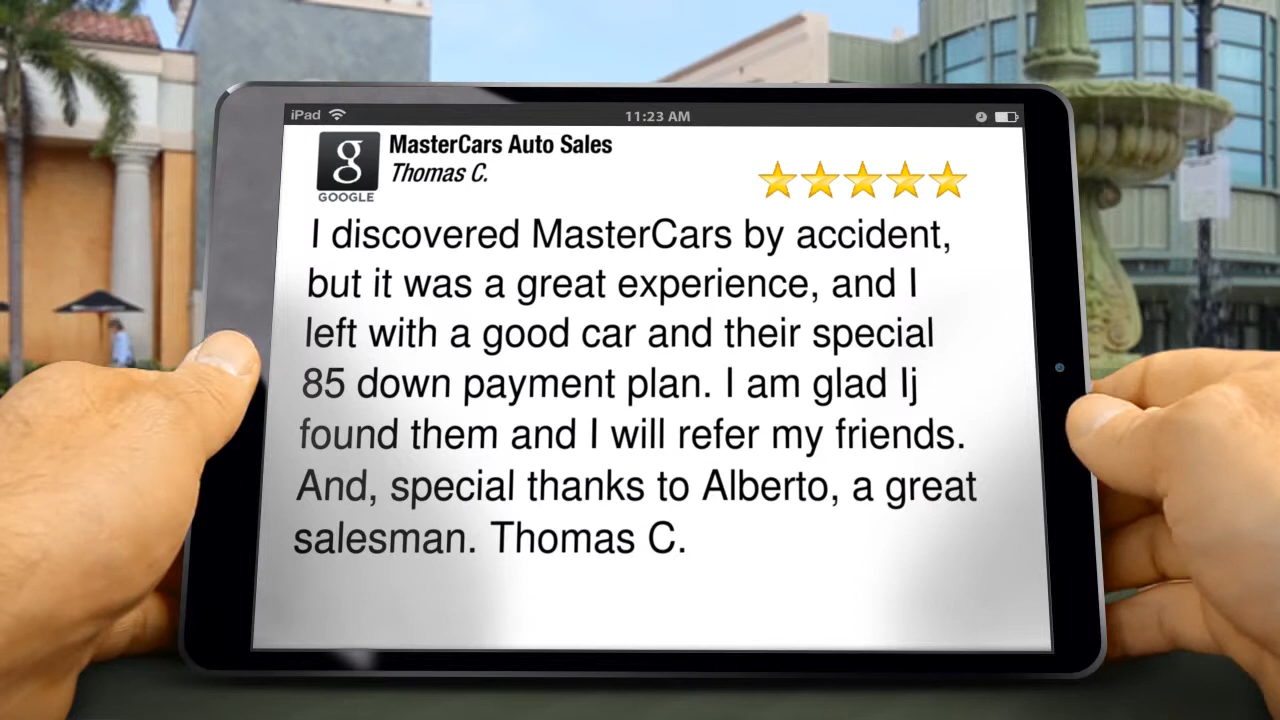 iPad 11:23 AM
MasterCars Auto Sales
Thomas C.
g
GOOGLE
I discovered MasterCars by accident,
but it was a great experience, and I
left with a good car and their special
85 down payment plan. I am glad Ij
found them and I will refer my friends.
And, special thanks to Alberto, a great
salesman. Thomas C.